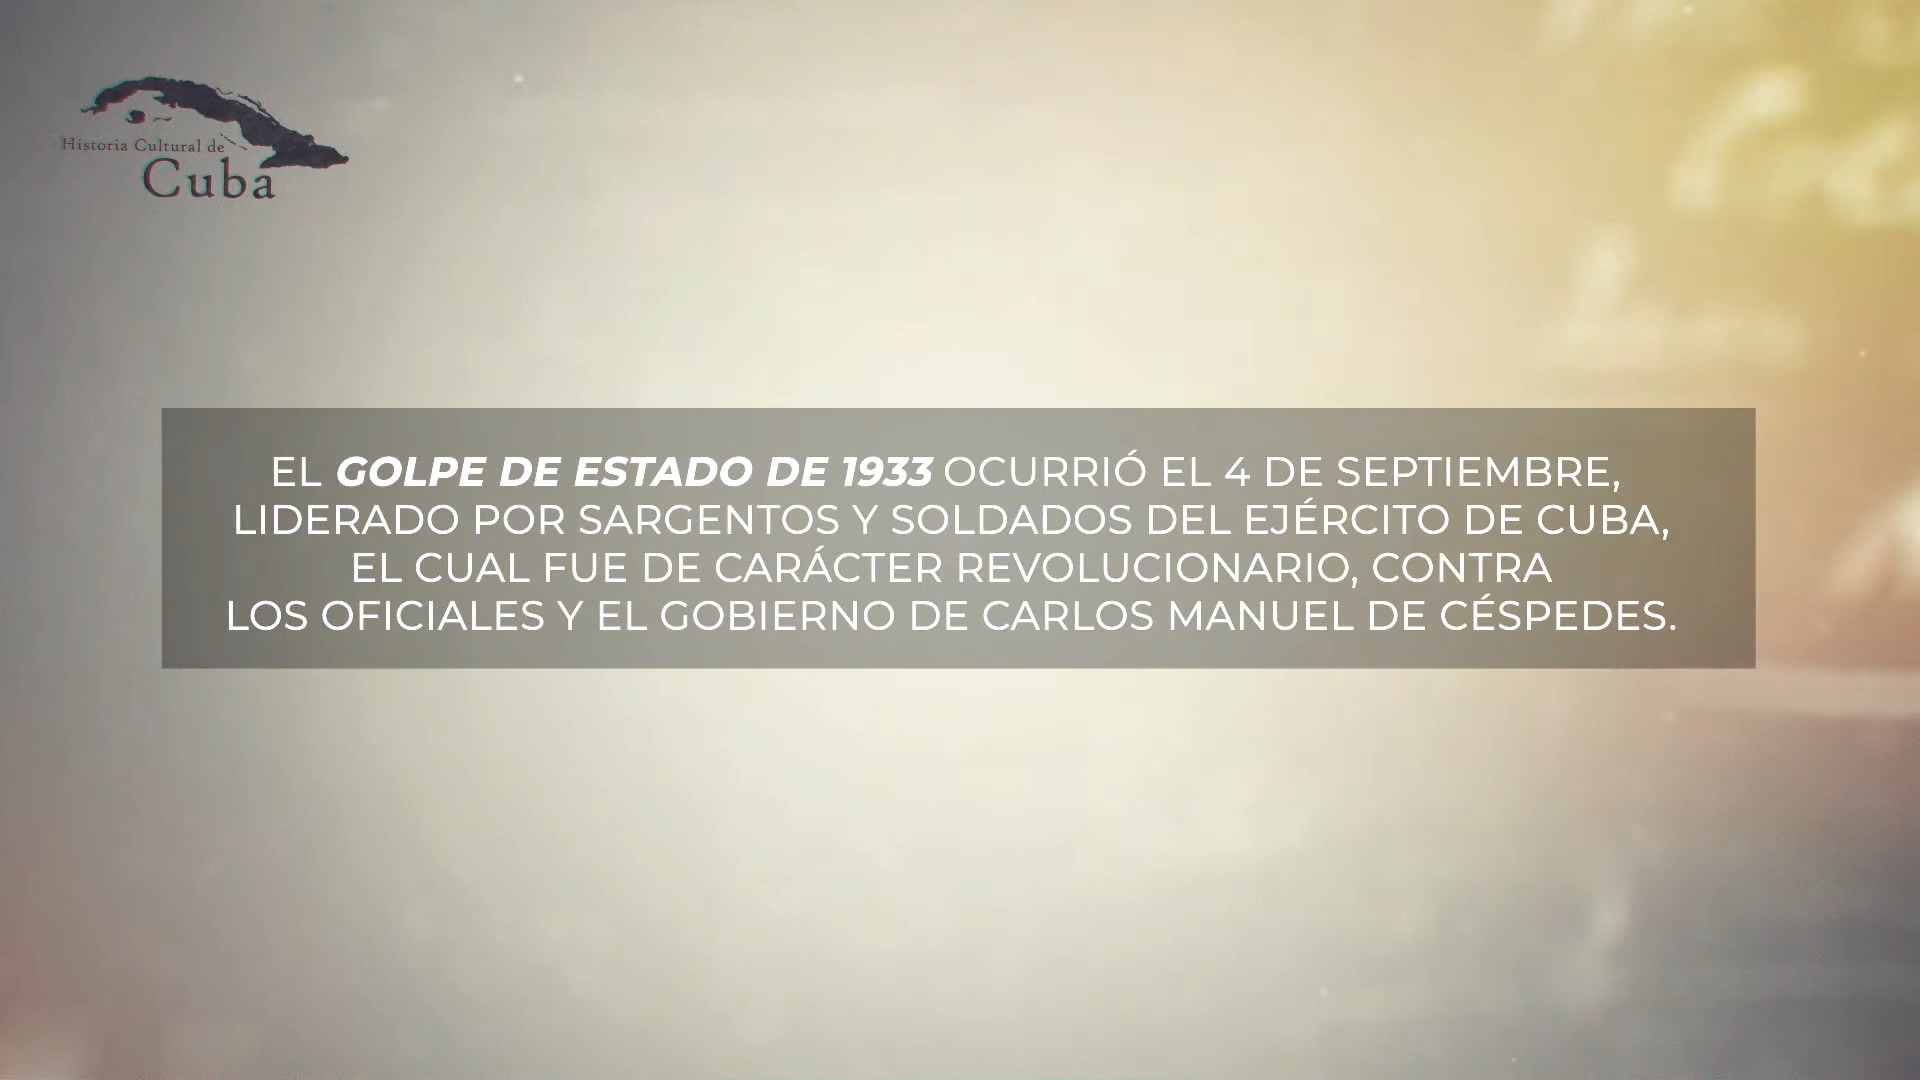 Historia Cultural de
Cuba
EL GOLPE DE ESTADO DE 1933 OCURRIÓ EL 4 DE SEPTIEMBRE,
LIDERADO POR SARGENTOS Y SOLDADOS DEL EJÉRCITO DE CUBA,
EL CUAL FUE DE CARÁCTER REVOLUCIONARIO, CONTRA
LOS OFICIALES Y EL GOBIERNO DE CARLOS MANUEL DE CÉSPEDES.